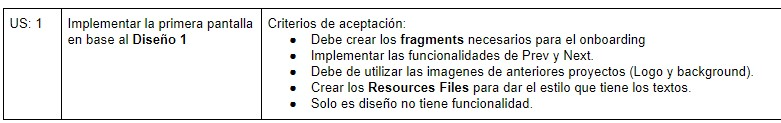 US: 1
Implementar la primera pantalla
en base al Diseño 1
Criterios de aceptación:
● Debe crear los fragments necesarios para el onboarding
● Implementar las funcionalidades de Prev y Next.
● Debe de utilizar las imagenes de anteriores proyectos (Logo y background).
● Crear los Resources Files para dar el estilo que tiene los textos.
● Solo es diseño no tiene funcionalidad.